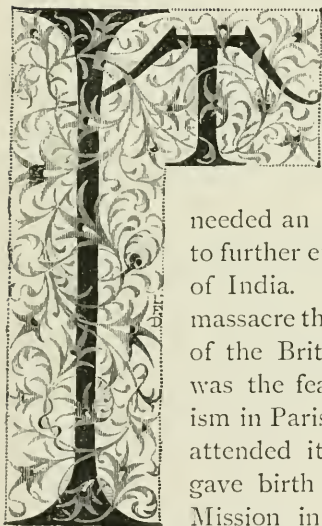 IT
needed an
to further e
of India.
massacre th
of the Brit
was the fea
ism in Paris
attended it
gave birth
Mission in